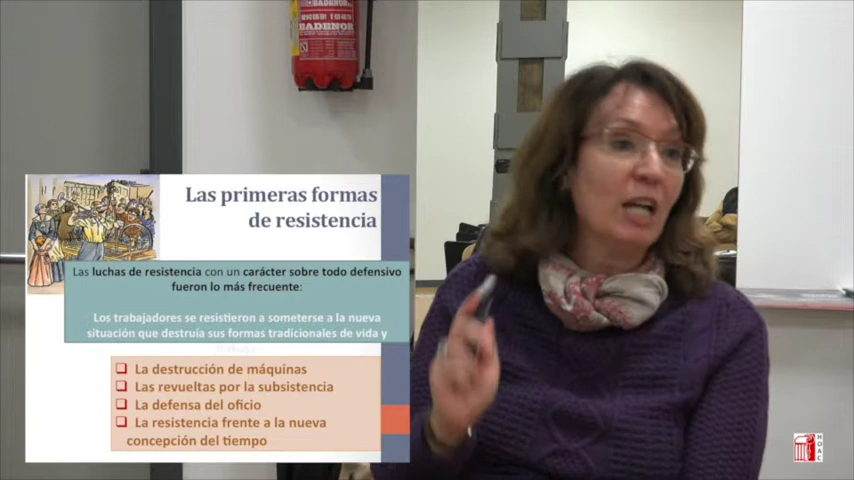 BADENOR
BADENOR
Las primeras formas
de resistencia
Las luchas de resistencia con un carácter sobre todo defensivo
fueron lo más frecuente:
Los trabajadores se resistieron a someterse a la nueva
situación que destruía sus formas tradicionales de vida y
❑ La destrucción de máquinas
❑ Las revueltas por la subsistencia
❑ La defensa del oficio
❑ La resistencia frente a la nueva
concepción del tiempo
HOAC